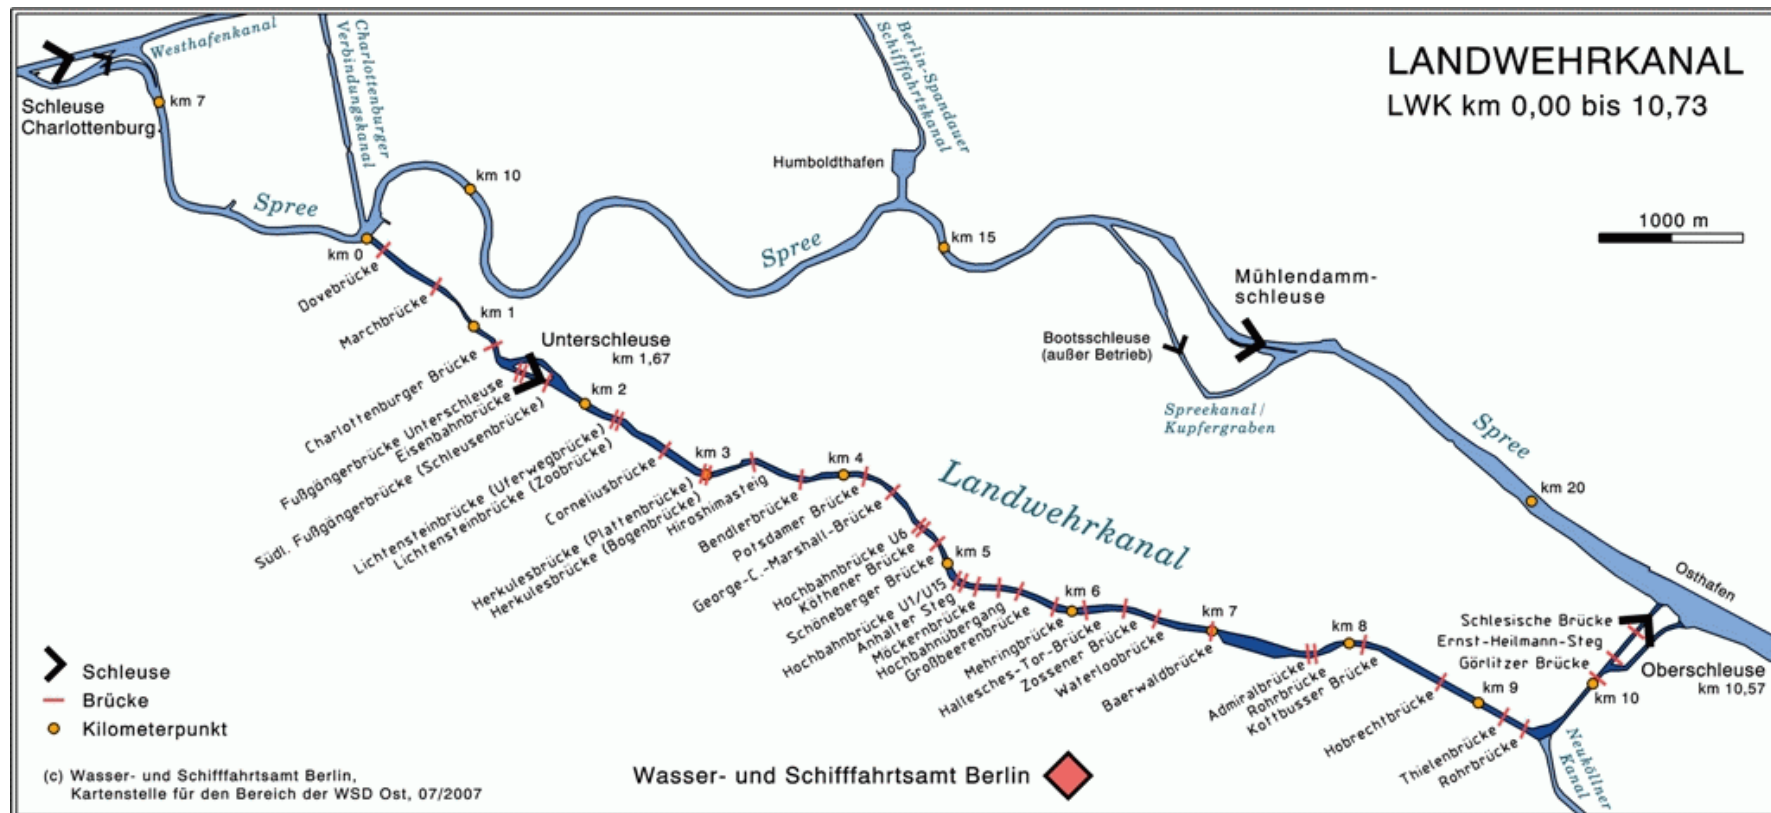 LANDWEHRKANAL
LWK km 0,00 bis 10,73
Westhafenkanal
Charlottenburger
Verbindungskanal
Berlin-Spandauer
Schifffahrtskanal
Schleuse
Charlottenburg
km 7
km 10
Humboldthafen
Spree
Spree
km 15
1000 m
km 0
Mühlendamm-
schleuse
Bootsschleuse
(außer Betrieb)
Spreekanal /
Kupfergraben
Spree
km 20
Osthafen
Dovebrücke
Marchbrücke
km 1
Charlottenburger Brücke
Unterschleuse
km 1,67
Fußgängerbrücke Unterschleuse
Eisenbahnbrücke
Südl. Fußgängerbrücke (Schleusenbrücke)
km 2
Lichtensteinbrücke (Uferwegbrücke)
Lichtensteinbrücke (Zoobrücke)
Corneliusbrücke
km 3
Herkulesbrücke (Plattenbrücke)
Herkulesbrücke (Bogenbrücke)
Hiroshimasteig
Bendlerbrücke
km 4
Potsdamer Brücke
George-C.-Marshall-Brücke
Landwehrkanal
Hochbahnbrücke U6
Köthener Brücke
Schöneberger Brücke
km 5
Hochbahnbrücke U1/U15
Anhalter Steg
Möckernbrücke
Hochbahnübergang
Großbeerenbrücke
Mehringbrücke
km 6
Hallesches-Tor-Brücke
Zossener Brücke
Waterloobrücke
Baerwaldbrücke
km 7
Admiralbrücke
Rohrbrücke
km 8
Kottbusser Brücke
Hobrechtbrücke
km 9
Thielenbrücke
Rohrbrücke
Neuköllner
Kanal
km 10
Schlesische Brücke
Ernst-Heilmann-Steg
Görlitzer Brücke
Oberschleuse
km 10,57
Schleuse
Brücke
Kilometerpunkt
(c) Wasser- und Schifffahrtsamt Berlin,
Kartenstelle für den Bereich der WSD Ost, 07/2007
Wasser- und Schifffahrtsamt Berlin